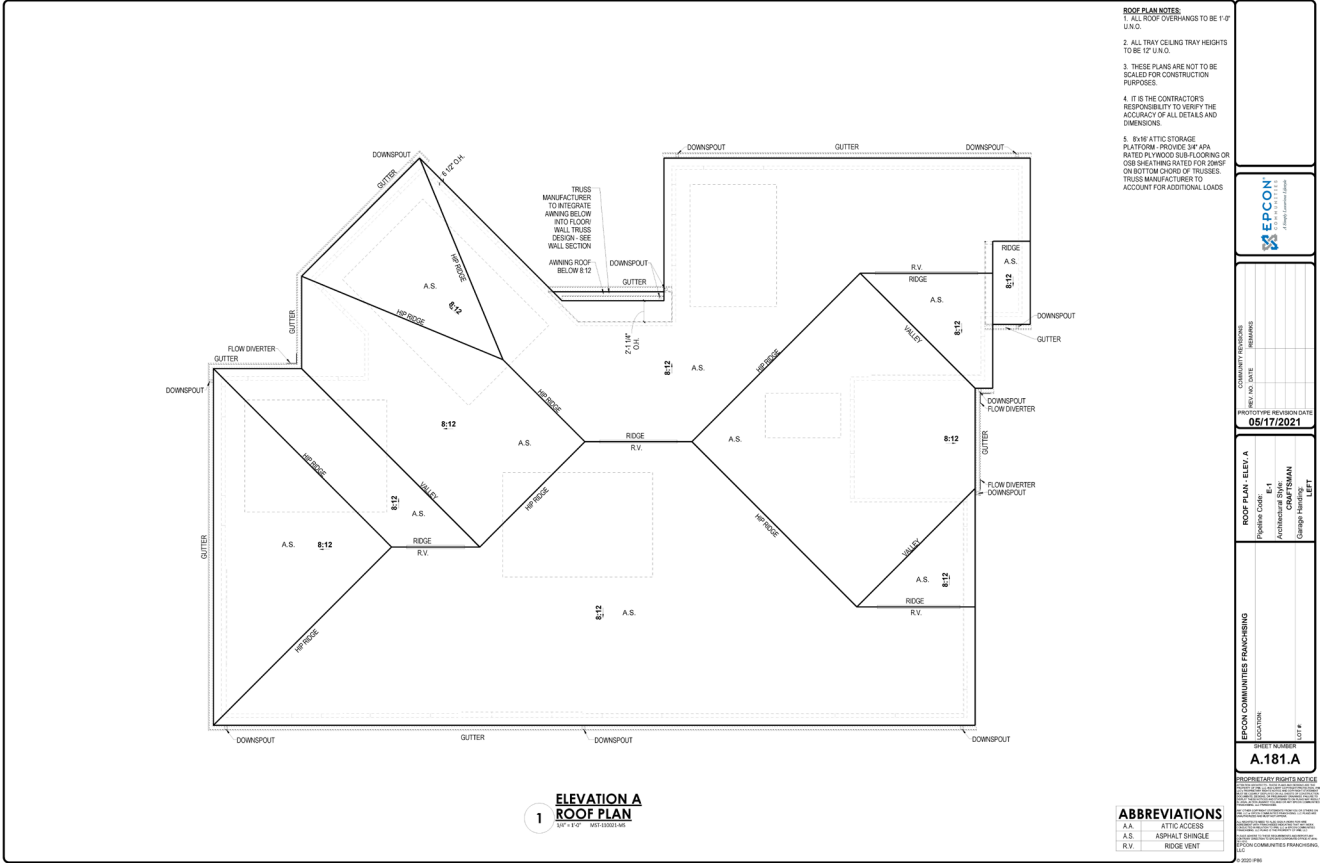 ROOF PLAN NOTES:
1. ALL ROOF OVERHANGS TO BE 1'-0"
U.N.O.
2. ALL TRAY CEILING TRAY HEIGHTS
TO BE 12" U.N.O.
3. THESE PLANS ARE NOT TO BE
SCALED FOR CONSTRUCTION
PURPOSES.
4. IT IS THE CONTRACTOR'S
RESPONSIBILITY TO VERIFY THE
ACCURACY OF ALL DETAILS AND
DIMENSIONS.
5. 8'x16' ATTIC STORAGE
PLATFORM - PROVIDE 3/4" APA
RATED PLYWOOD SUB-FLOORING OR
OSB SHEATHING RATED FOR 20#/SF
ON BOTTOM CHORD OF TRUSSES.
TRUSS MANUFACTURER TO
ACCOUNT FOR ADDITIONAL LOADS
DOWNSPOUT
GUTTER
6 1/2" O.H.
DOWNSPOUT
GUTTER
DOWNSPOUT
TRUSS
MANUFACTURER
TO INTEGRATE
AWNING BELOW
INTO FLOOR/
WALL TRUSS
DESIGN - SEE
WALL SECTION
AWNING ROOF
BELOW 8:12
DOWNSPOUT
GUTTER
2'-1 1/4"
O.H.
HIP RIDGE
A.S.
8:12
HIP RIDGE
GUTTER
FLOW DIVERTER
GUTTER
DOWNSPOUT
RIDGE
A.S.
8:12
R.V.
RIDGE
A.S.
8:12
VALLEY
DOWNSPOUT
GUTTER
8:12
A.S.
HIP RIDGE
HIP RIDGE
8:12
A.S.
RIDGE
R.V.
A.S.
8:12
DOWNSPOUT
FLOW DIVERTER
GUTTER
FLOW DIVERTER
DOWNSPOUT
HIP RIDGE
VALLEY
8:12
A.S.
HIP RIDGE
HIP RIDGE
VALLEY
GUTTER
A.S.
8:12
RIDGE
R.V.
A.S.
8:12
RIDGE
R.V.
8:12
A.S.
HIP RIDGE
DOWNSPOUT
GUTTER
DOWNSPOUT
DOWNSPOUT
1
ELEVATION A
ROOF PLAN
1/4" = 1'-0"
ABBREVIATIONS
A.A. ATTIC ACCESS
A.S. ASPHALT SHINGLE
R.V. RIDGE VENT
EPCON
COMMUNITIES
COMMUNITY REVISIONS
REV. NO. DATE REMARKS
PROTOTYPE REVISION DATE
05/17/2021
ROOF PLAN - ELEV. A
Pipeline Code:
E-1
Architectural Style:
CRAFTSMAN
Garage Handing:
LEFT
EPCON COMMUNITIES FRANCHISING
LOCATION:
LOT #:
SHEET NUMBER
A.181.A
PROPRIETARY RIGHTS NOTICE
EPCON COMMUNITIES FRANCHISING,
LLC
© 2020 IPBS